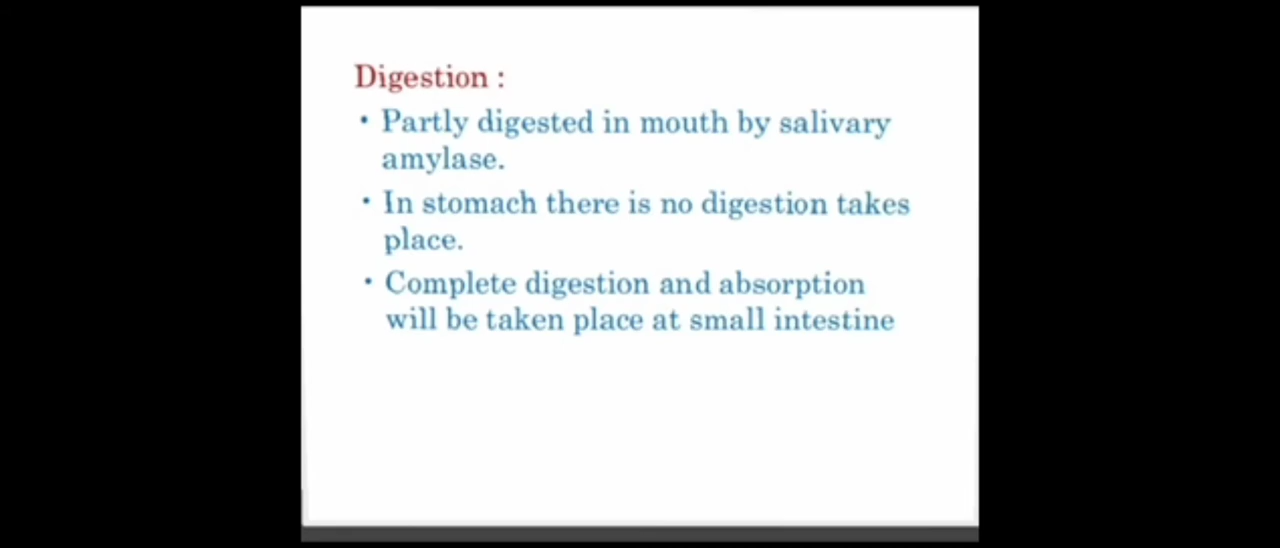 Digestion :
• Partly digested in mouth by salivary
amylase.
• In stomach there is no digestion takes
place.
• Complete digestion and absorption
will be taken place at small intestine